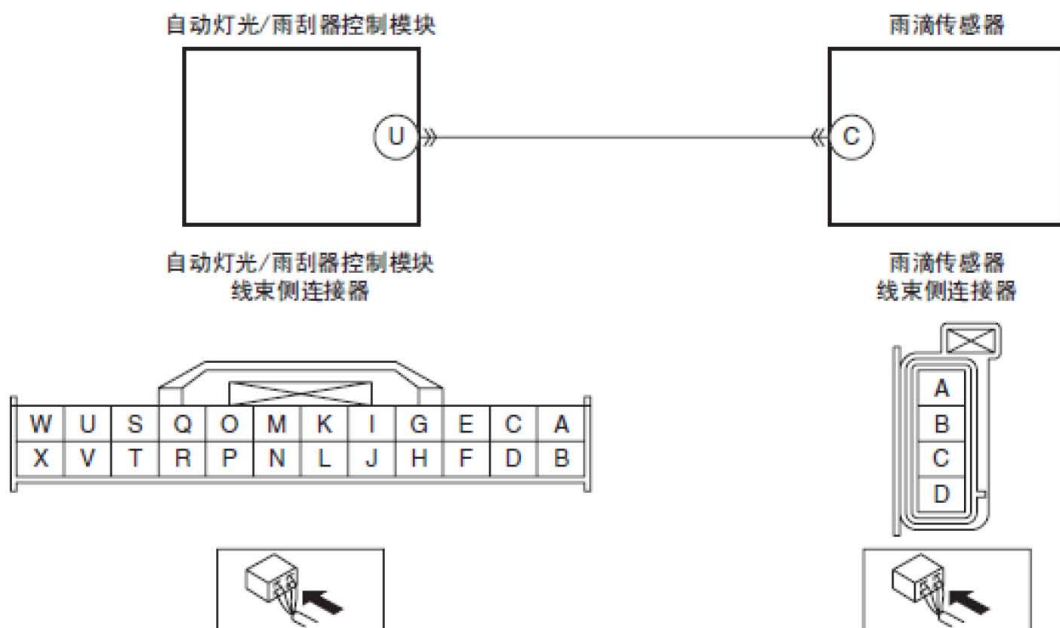 自动灯光/雨刮器控制模块
雨滴传感器
U
C
自动灯光/雨刮器控制模块
线束侧连接器
雨滴传感器
线束侧连接器
W U S Q O M K I G E C A
X V T R P N L J H F D B
A
B
C
D